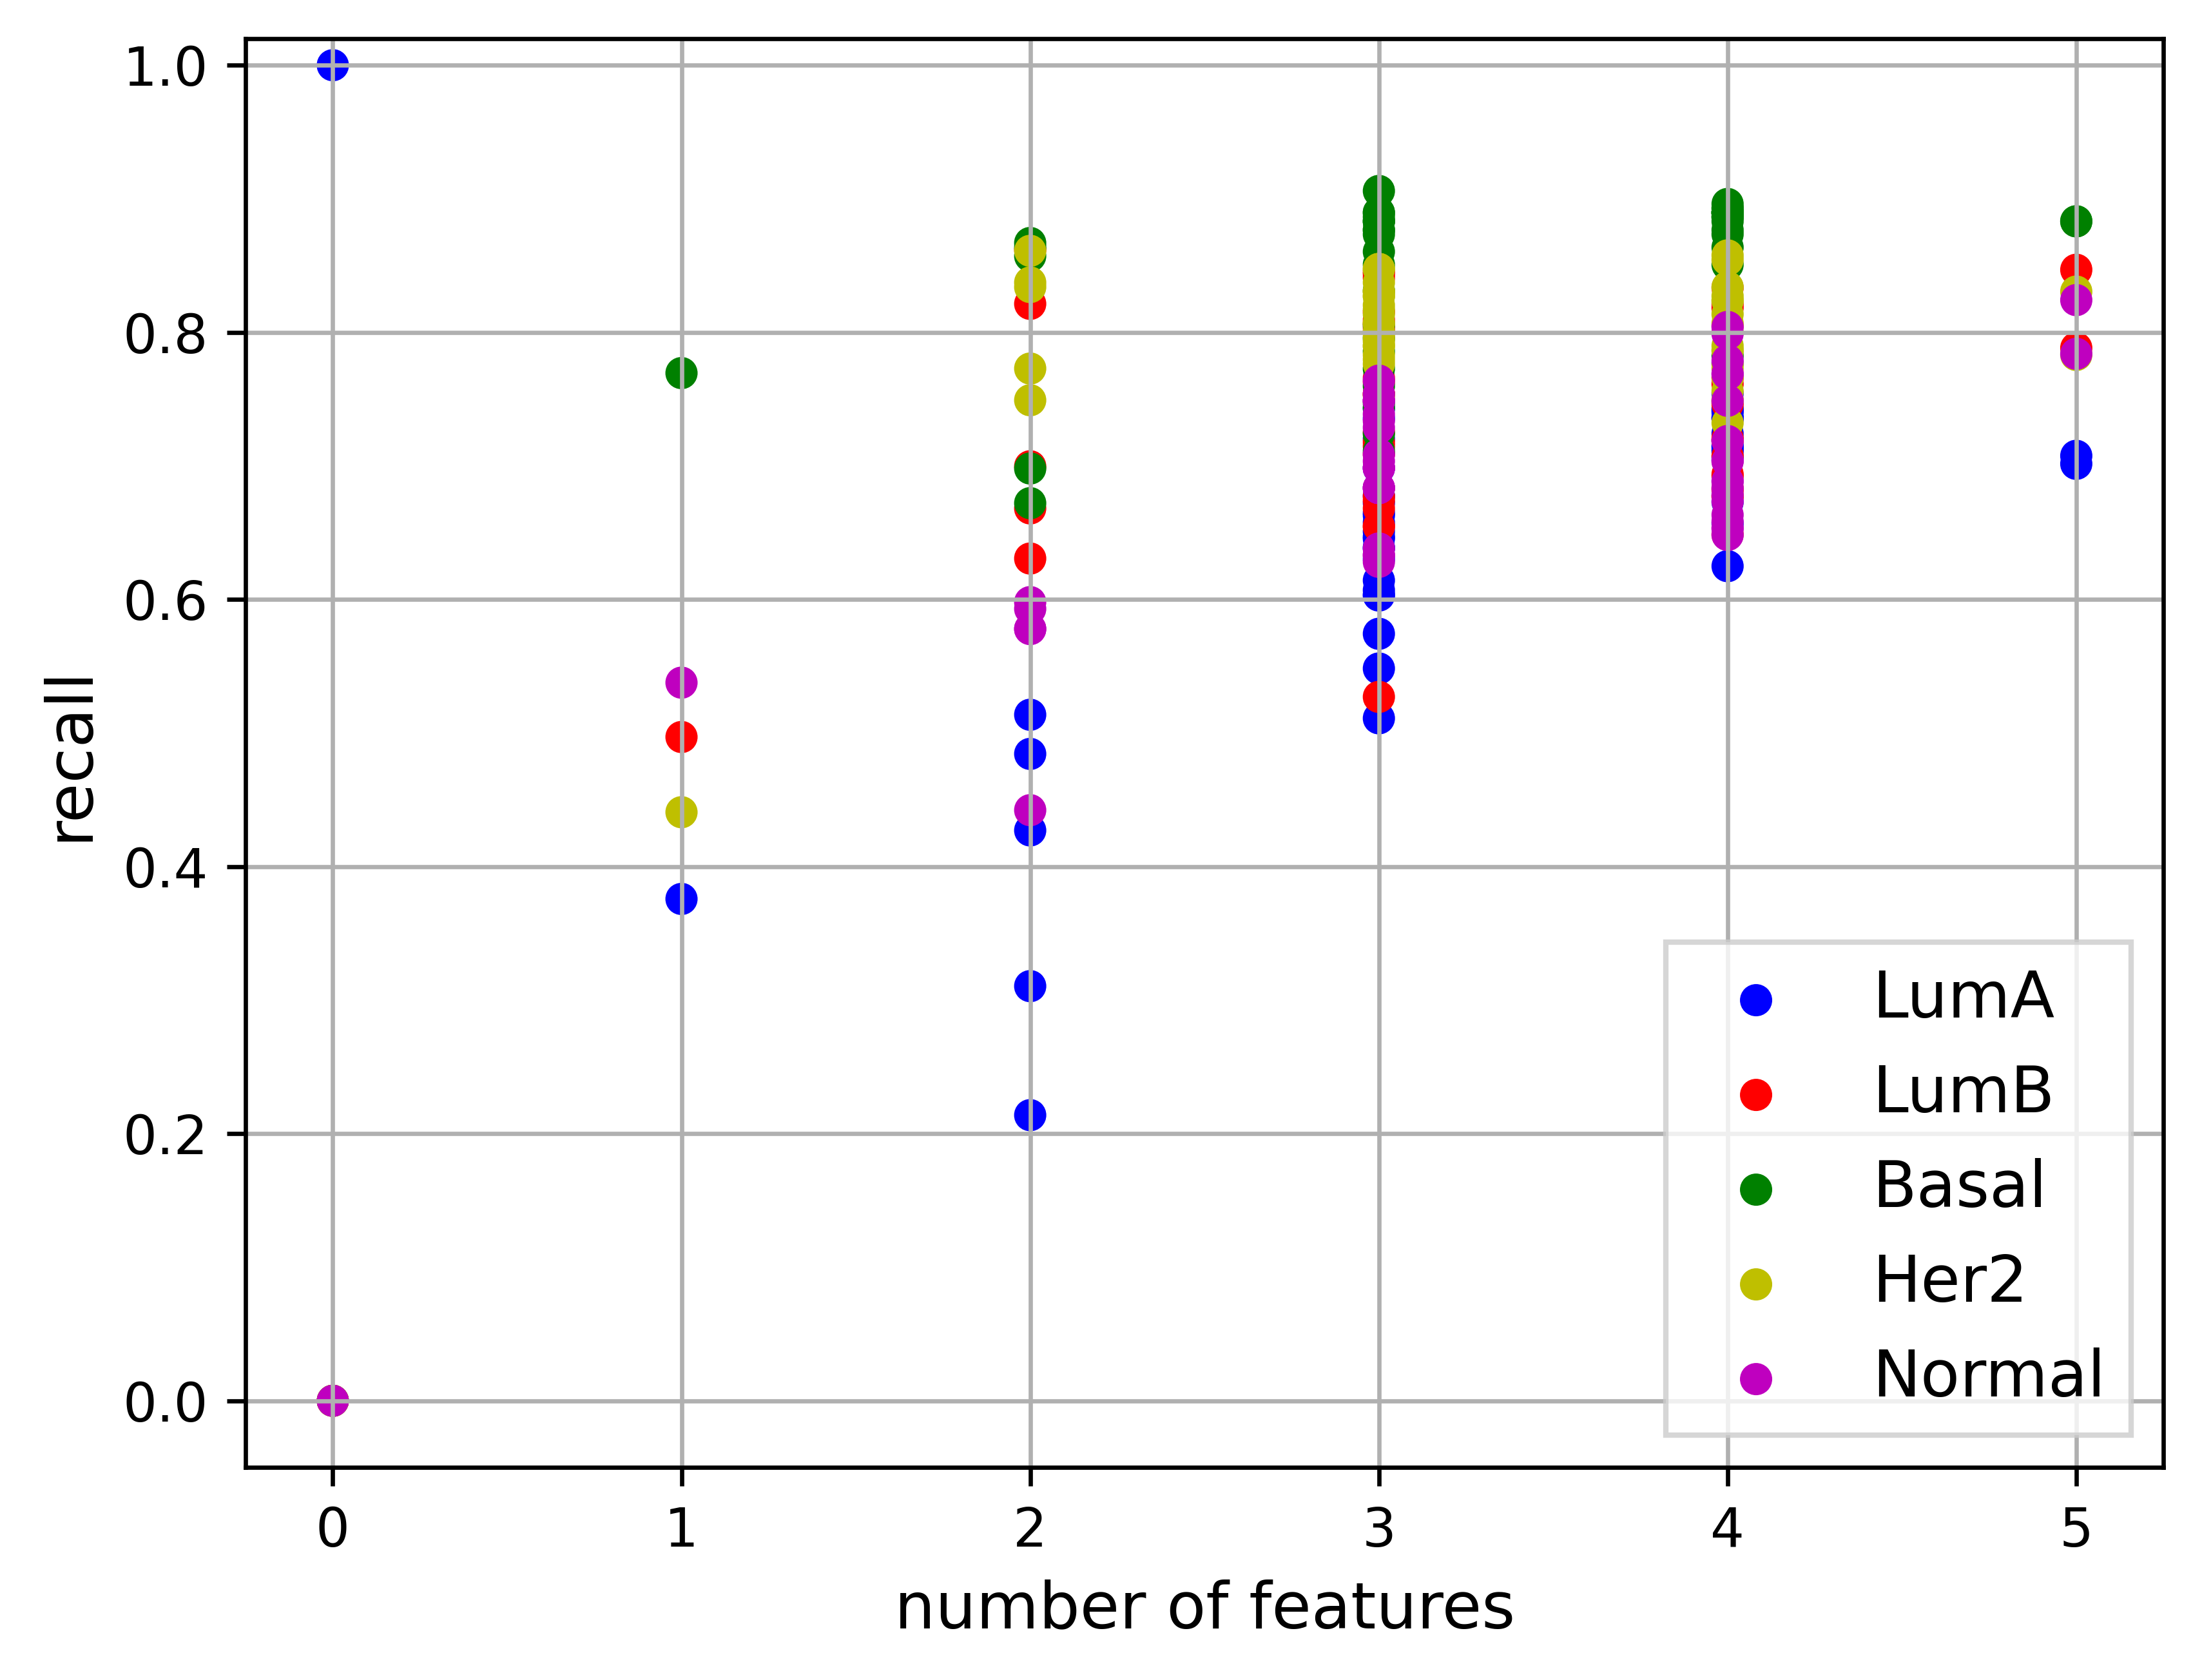 1.0
0.8
0.6
0.4
0.2
0.0
recall
0 1 2 3 4 5
number of features
LumA
LumB
Basal
Her2
Normal